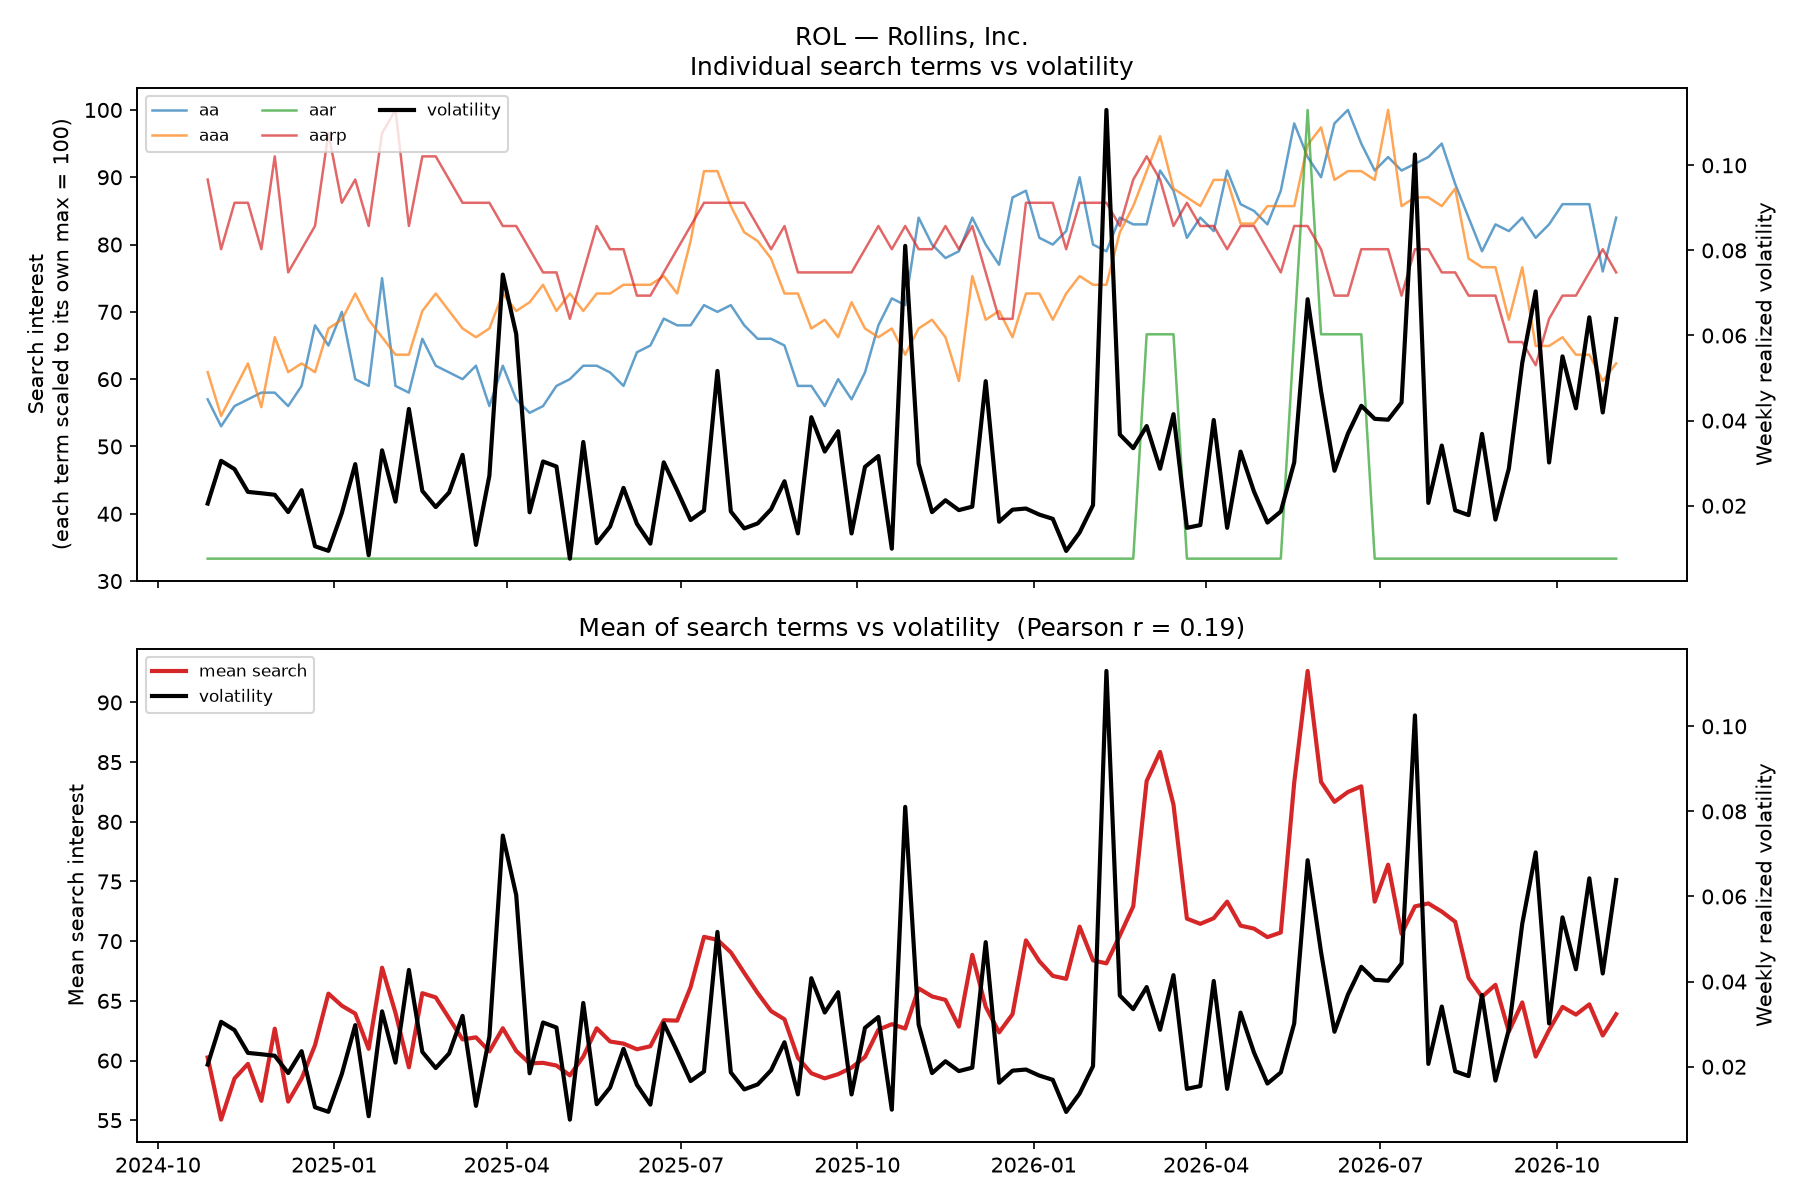 ROL — Rollins, Inc.
Individual search terms vs volatility
aa
aaa
aar
aarp
volatility
100
90
80
70
60
50
40
30
Search interest
(each term scaled to its own max = 100)
0.10
0.08
0.06
0.04
0.02
Weekly realized volatility
Mean of search terms vs volatility (Pearson r = 0.19)
mean search
volatility
90
85
80
75
70
65
60
55
Mean search interest
0.10
0.08
0.06
0.04
0.02
Weekly realized volatility
2024-10
2025-01
2025-04
2025-07
2025-10
2026-01
2026-04
2026-07
2026-10